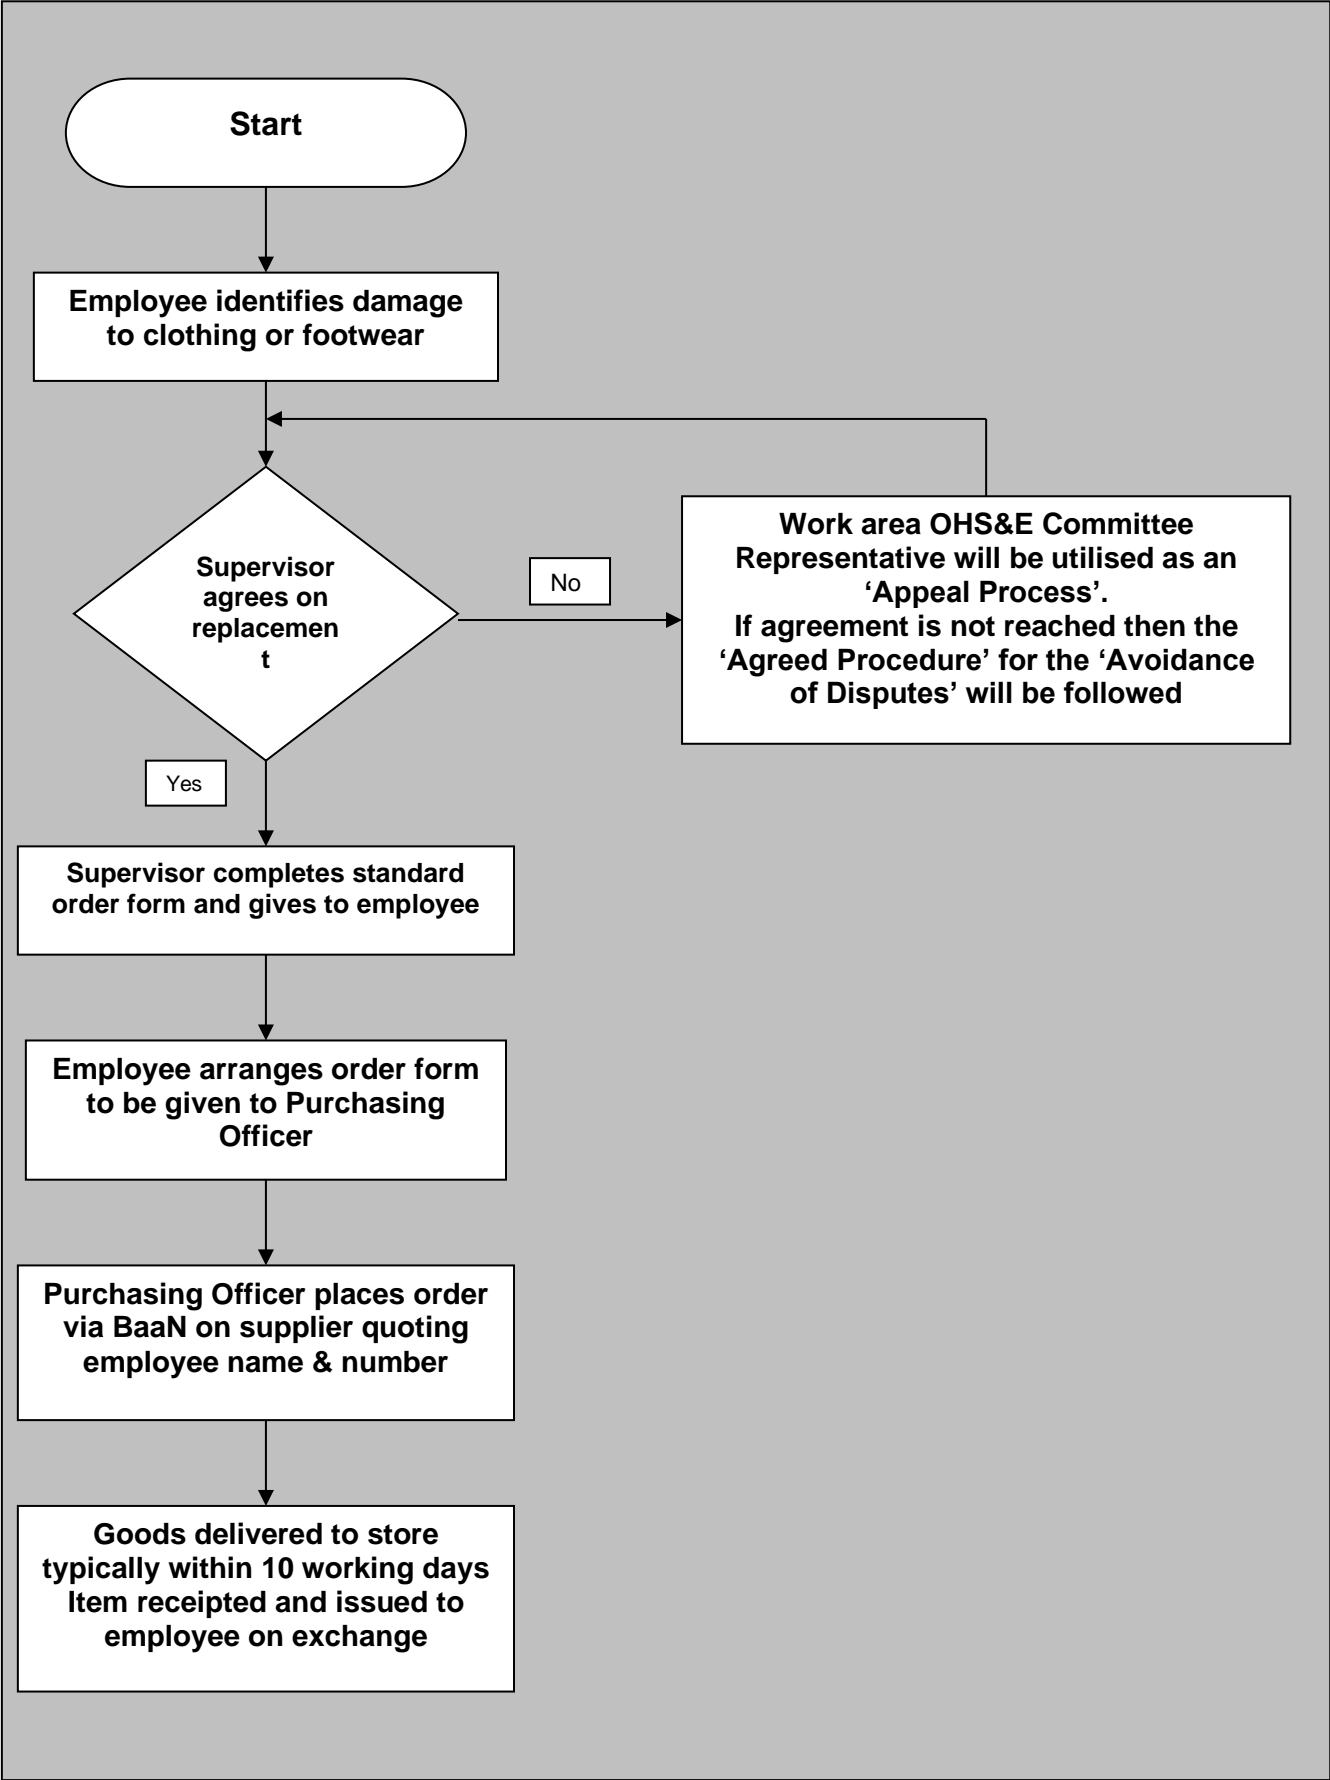 Start
Employee identifies damage
to clothing or footwear
Supervisor
agrees on
replacemen
t
No
Work area OHS&E Committee
Representative will be utilised as an
‘Appeal Process’.
If agreement is not reached then the
‘Agreed Procedure’ for the ‘Avoidance
of Disputes’ will be followed
Yes
Supervisor completes standard
order form and gives to employee
Employee arranges order form
to be given to Purchasing
Officer
Purchasing Officer places order
via BaaN on supplier quoting
employee name & number
Goods delivered to store
typically within 10 working days
Item receipted and issued to
employee on exchange